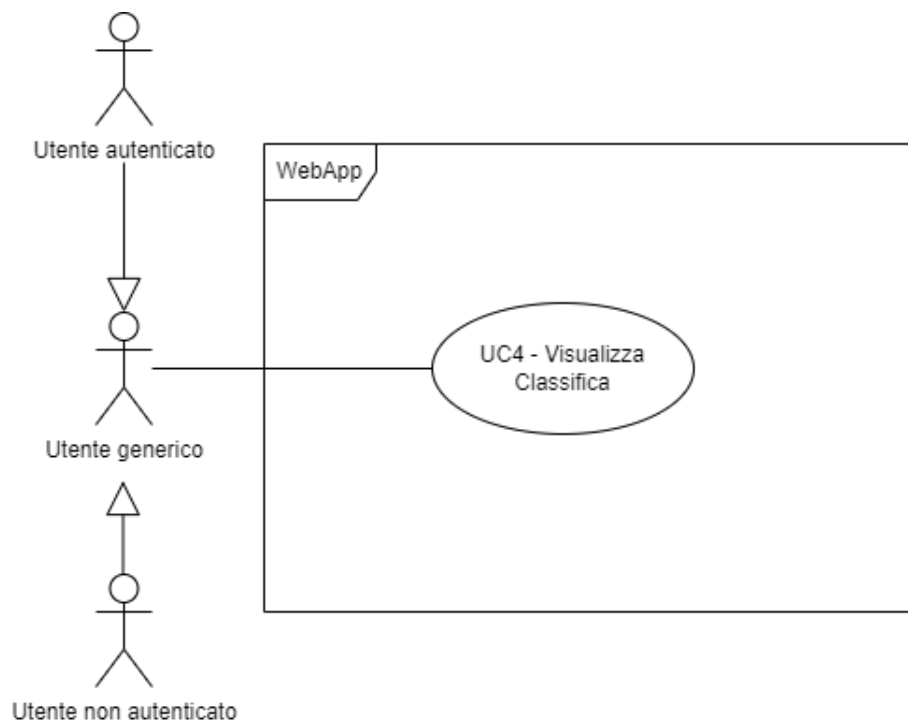 Utente autenticato
WebApp
UC4 - Visualizza
Classifica
Utente generico
Utente non autenticato